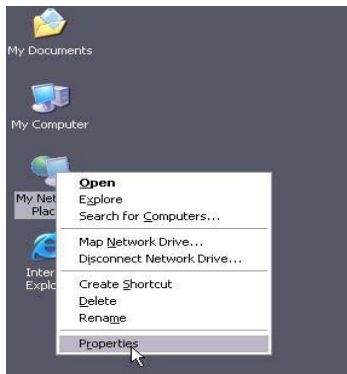 My Documents
My Computer
My Net
Plac
Inter
Explo
Open
Explore
Search for Computers...
Map Network Drive...
Disconnect Network Drive...
Create Shortcut
Delete
Rename
Properties